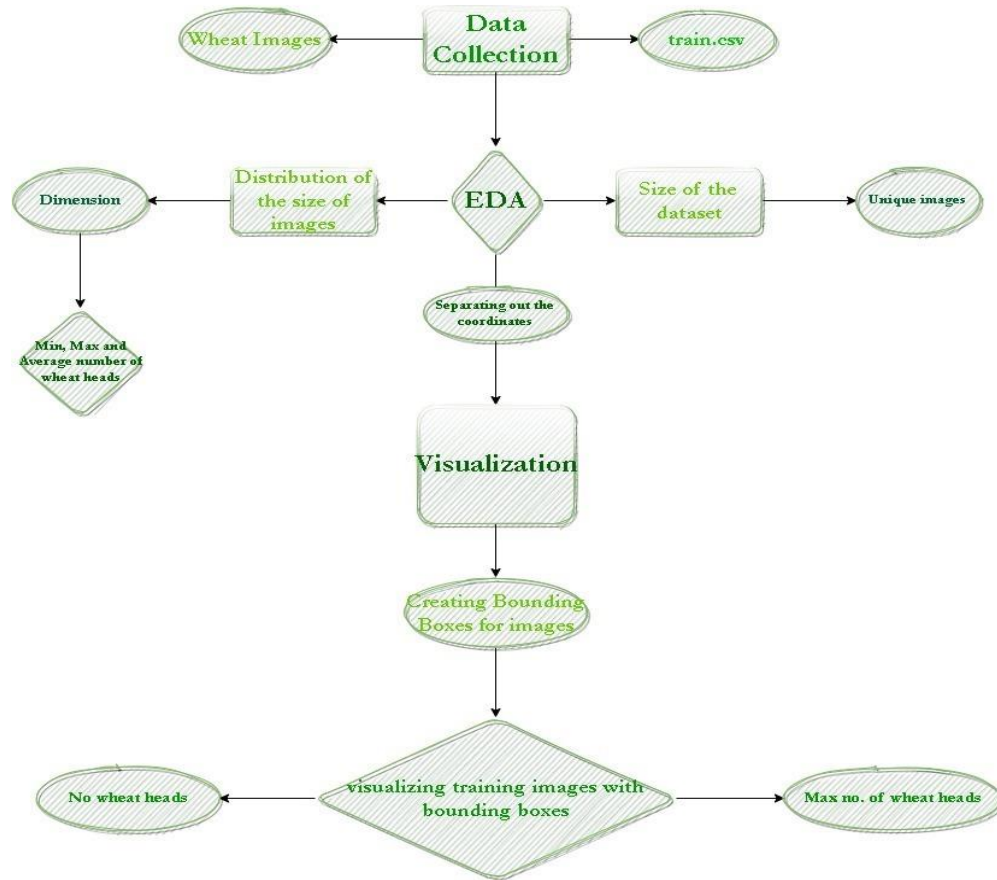 Wheat Images
Data
Collection
train.csv
Dimension
Distribution of
the size of
images
EDA
Size of the
dataset
Unique images
Separating out the
coordinates
Min, Max and
Average number of
wheat heads
Visualization
Creating Bounding
Boxes for images
visualizing training images with
bounding boxes
No wheat heads
Max no. of wheat heads